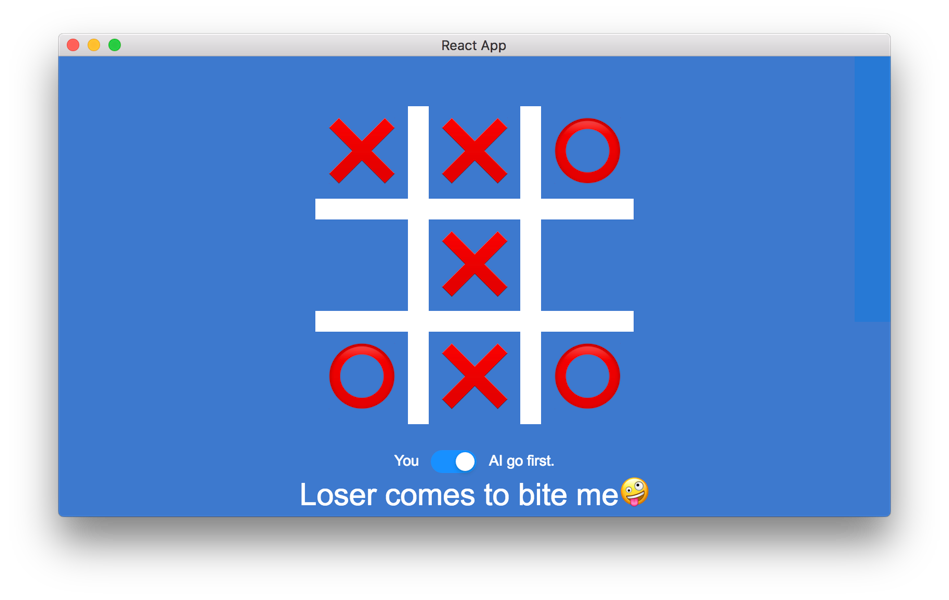 React App
❌ ❌ ⭕
❌
⭕ ❌ ⭕
You AI go first.
Loser comes to bite me🤪